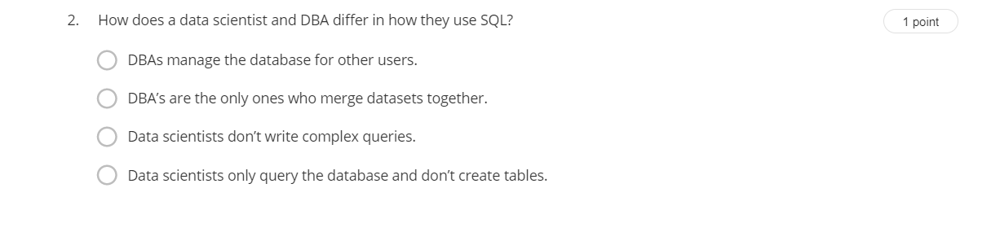 2. How does a data scientist and DBA differ in how they use SQL?
1 point
DBAs manage the database for other users.
DBA’s are the only ones who merge datasets together.
Data scientists don’t write complex queries.
Data scientists only query the database and don’t create tables.